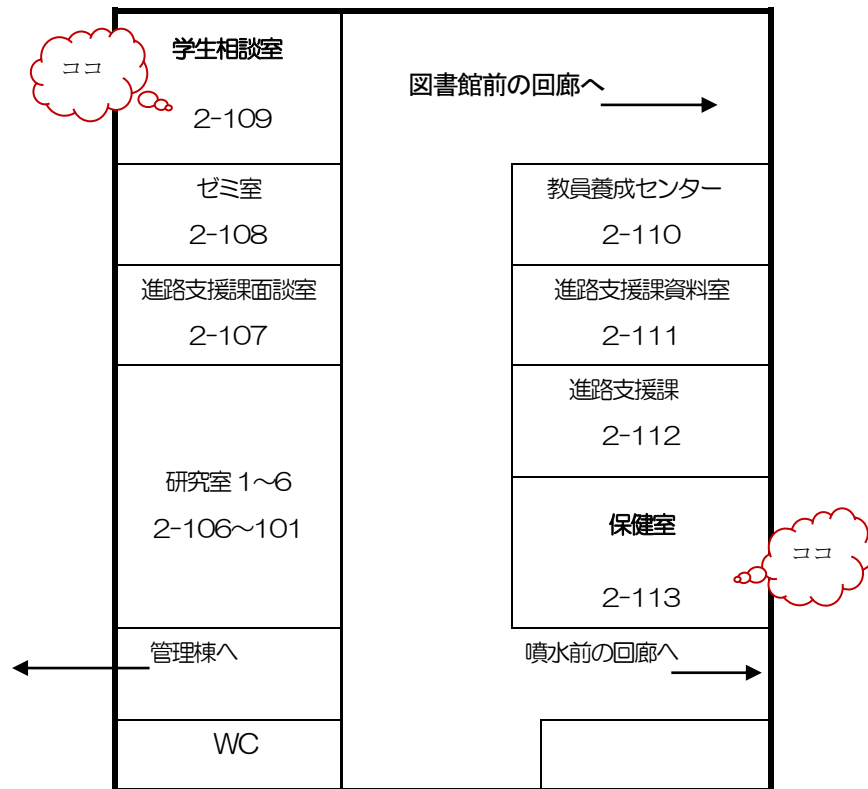 ココ
学生相談室
2-109
図書館前の回廊へ
ゼミ室
2-108
教員養成センター
2-110
進路支援課面談室
2-107
進路支援課資料室
2-111
進路支援課
2-112
研究室 1～6
2-106～101
保健室
2-113
ココ
管理棟へ
噴水前の回廊へ
WC